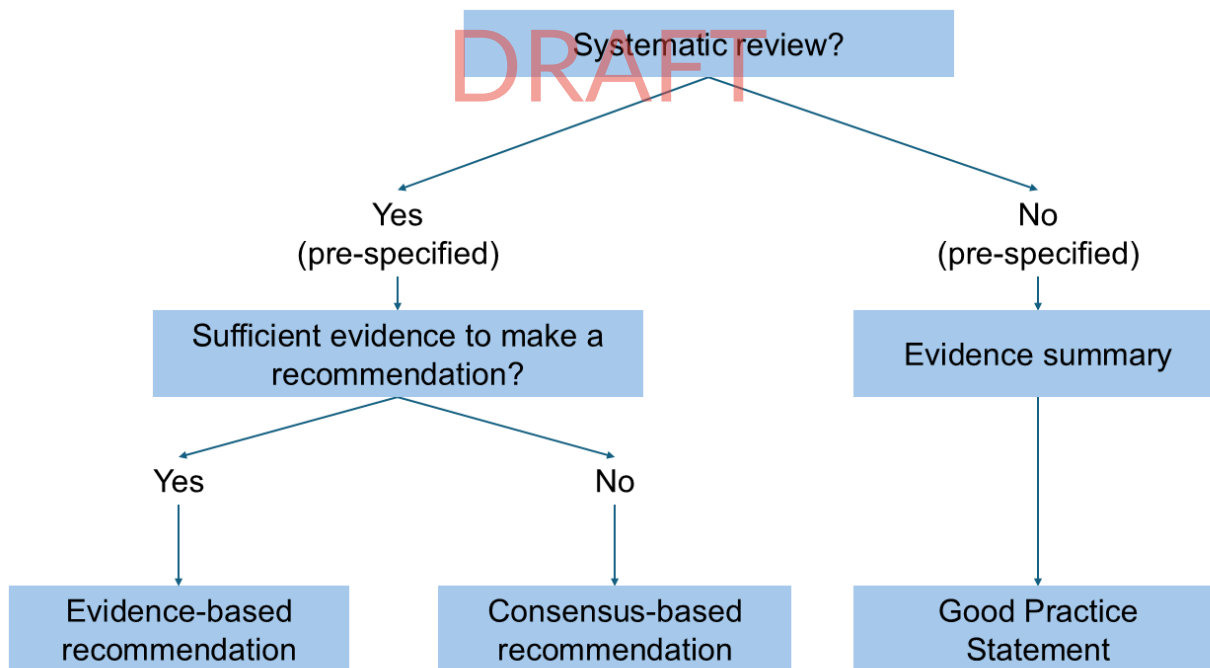 Systematic review?
DRAFT
Yes
(pre-specified)
No
(pre-specified)
Sufficient evidence to make a
recommendation?
Evidence summary
Yes
No
Evidence-based
recommendation
Consensus-based
recommendation
Good Practice
Statement